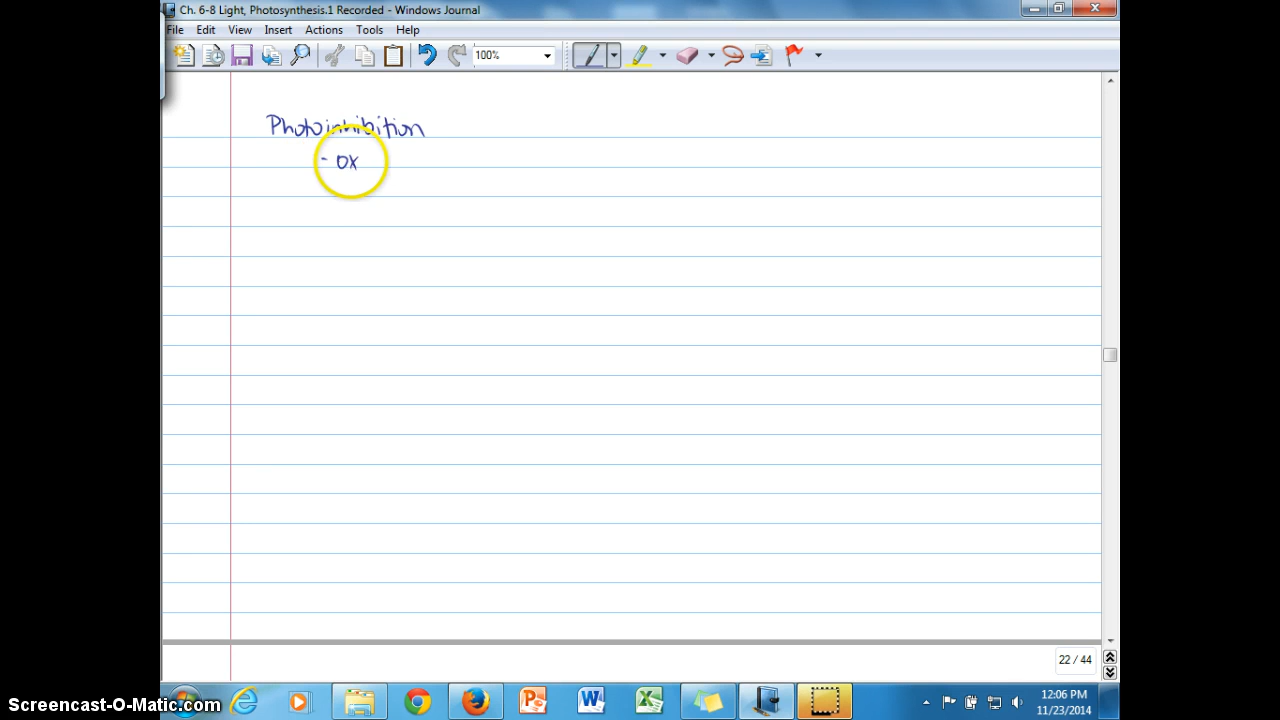 Ch. 6-8 Light, Photosynthesis.1 Recorded - Windows Journal
File Edit View Insert Actions Tools Help
100%
Photoinhibition
- ox
22 / 44
12:06 PM
11/23/2014
Screencast-O-Matic.com